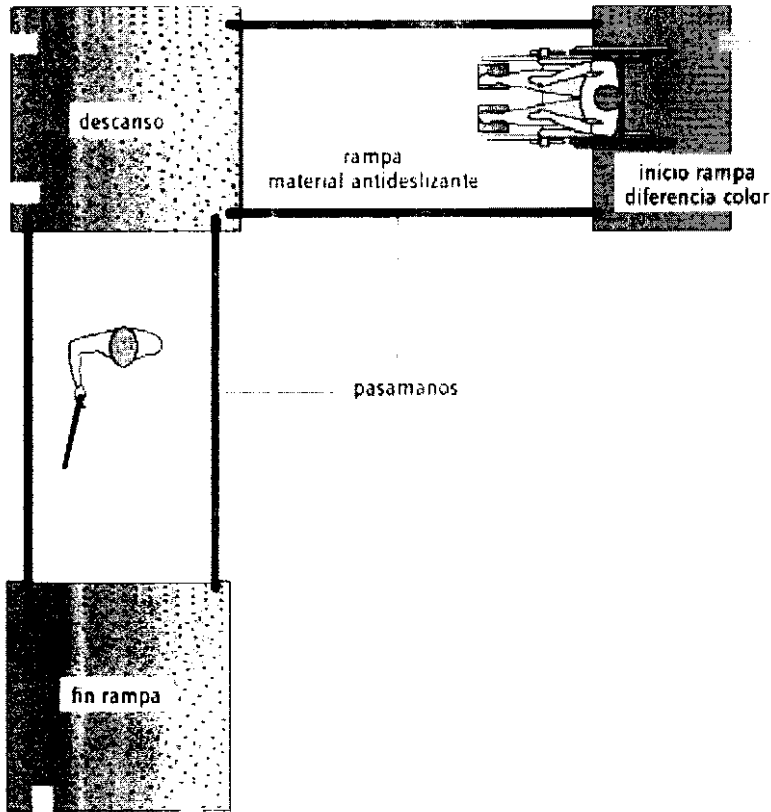 descanso
rampa
material antideslizante
inicio rampa
diferencia color
pasamanos
fin rampa